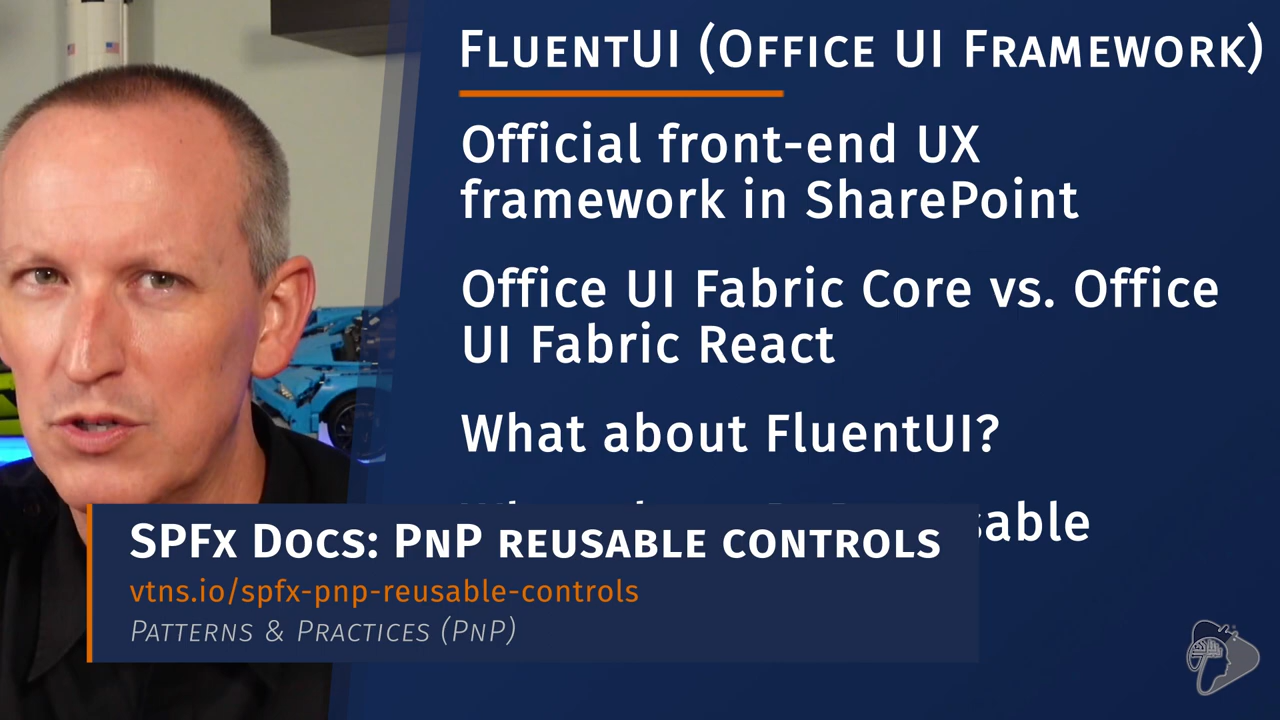 FluentUI (Office UI Framework)
Official front-end UX
framework in SharePoint
Office UI Fabric Core vs. Office
UI Fabric React
What about FluentUI?
SPFx Docs: PnP reusable controls
vtns.io/spfx-pnp-reusable-controls
Patterns & Practices (PnP)